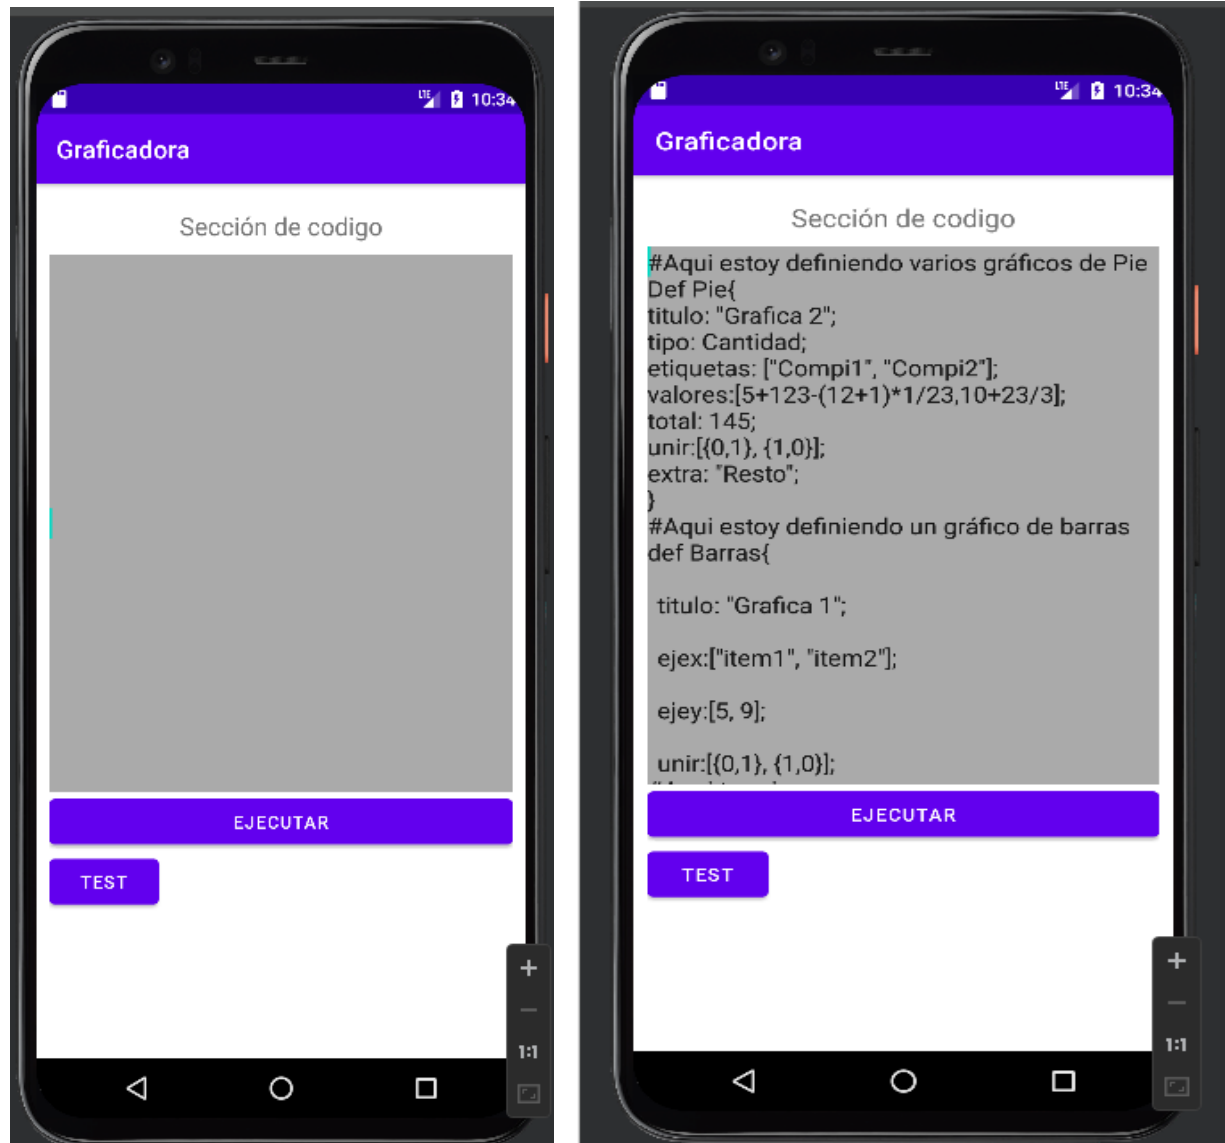 LTE 10:34
Graficadora
Sección de codigo
EJECUTAR
TEST
1:1
LTE 10:34
Graficadora
Sección de codigo
#Aqui estoy definiendo varios gráficos de Pie
Def Pie{
titulo: "Grafica 2";
tipo: Cantidad;
etiquetas: ["Compi1", "Compi2"];
valores:[5+123-(12+1)*1/23,10+23/3];
total: 145;
unir:[{0,1}, {1,0}];
extra: "Resto";
}
#Aqui estoy definiendo un gráfico de barras
def Barras{
titulo: "Grafica 1";
ejex:["item1", "item2"];
ejey:[5, 9];
unir:[{0,1}, {1,0}];
EJECUTAR
TEST
1:1